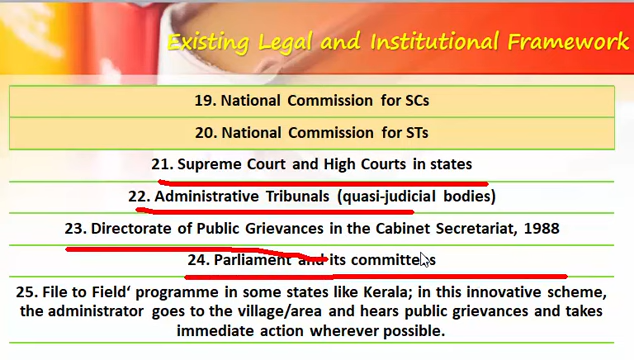 Existing Legal and Institutional Framework
19. National Commission for SCs
20. National Commission for STs
21. Supreme Court and High Courts in states
22. Administrative Tribunals (quasi-judicial bodies)
23. Directorate of Public Grievances in the Cabinet Secretariat, 1988
24. Parliament and its committees
25. File to Field‘ programme in some states like Kerala; in this innovative scheme,
the administrator goes to the village/area and hears public grievances and takes
immediate action wherever possible.